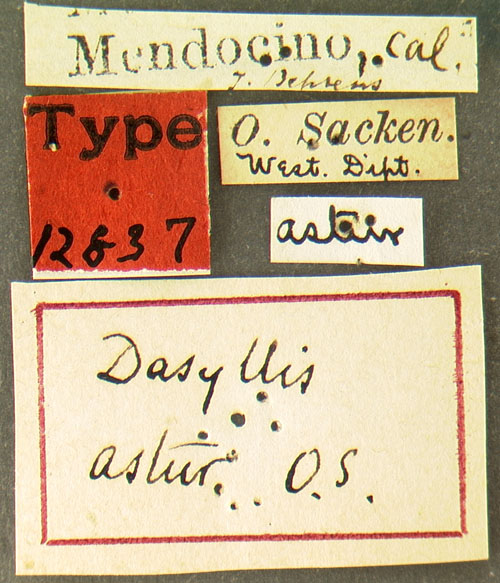 Mendocino, Cal.
J. Behrens
Type
12837
O. Sacken.
West. Dipt.
astur
Dasyllis
astur. O.S.